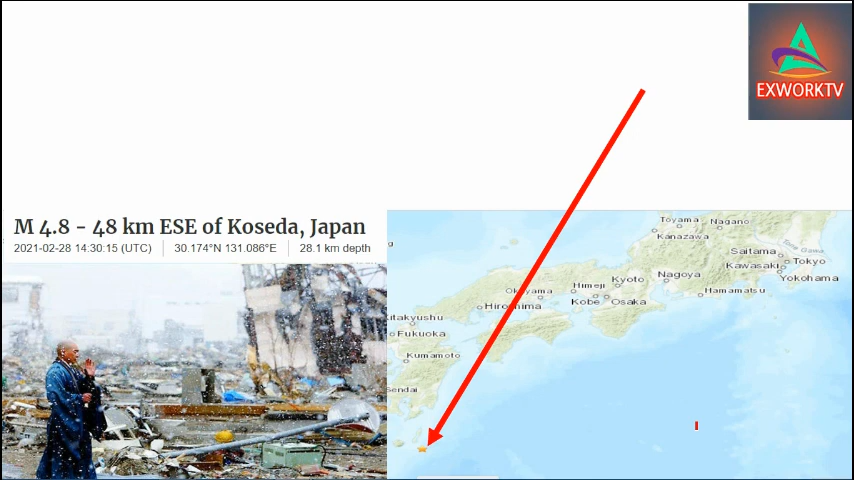 EXWORKTV
M 4.8 - 48 km ESE of Koseda, Japan
2021-02-28 14:30:15 (UTC) 30.174°N 131.086°E 28.1 km depth
Toyama Nagano
Kanazawa
Saitama
Tokyo
Kawasaki
Yokohama
Kyoto
Nagoya
Himeji
Okayama
Kobe Osaka
Hamamatsu
Hiroshima
itakyushu
Fukuoka
Kumamoto
Sendai